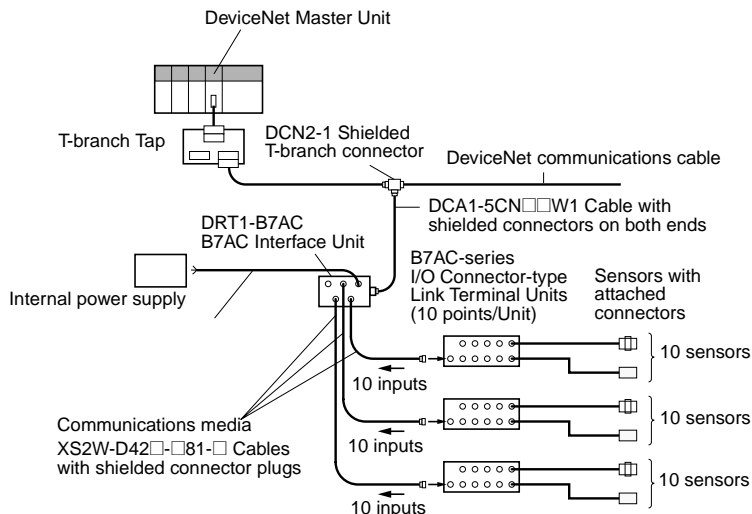 DeviceNet Master Unit
T-branch Tap
DCN2-1 Shielded
T-branch connector
DeviceNet communications cable
DCA1-5CN□□W1 Cable with
shielded connectors on both ends
DRT1-B7AC
B7AC Interface Unit
Internal power supply
B7AC-series
I/O Connector-type
Link Terminal Units
(10 points/Unit)
Sensors with
attached
connectors
10 inputs
10 sensors
10 inputs
10 sensors
10 inputs
10 sensors
Communications media
XS2W-D42□-□81-□ Cables
with shielded connector plugs